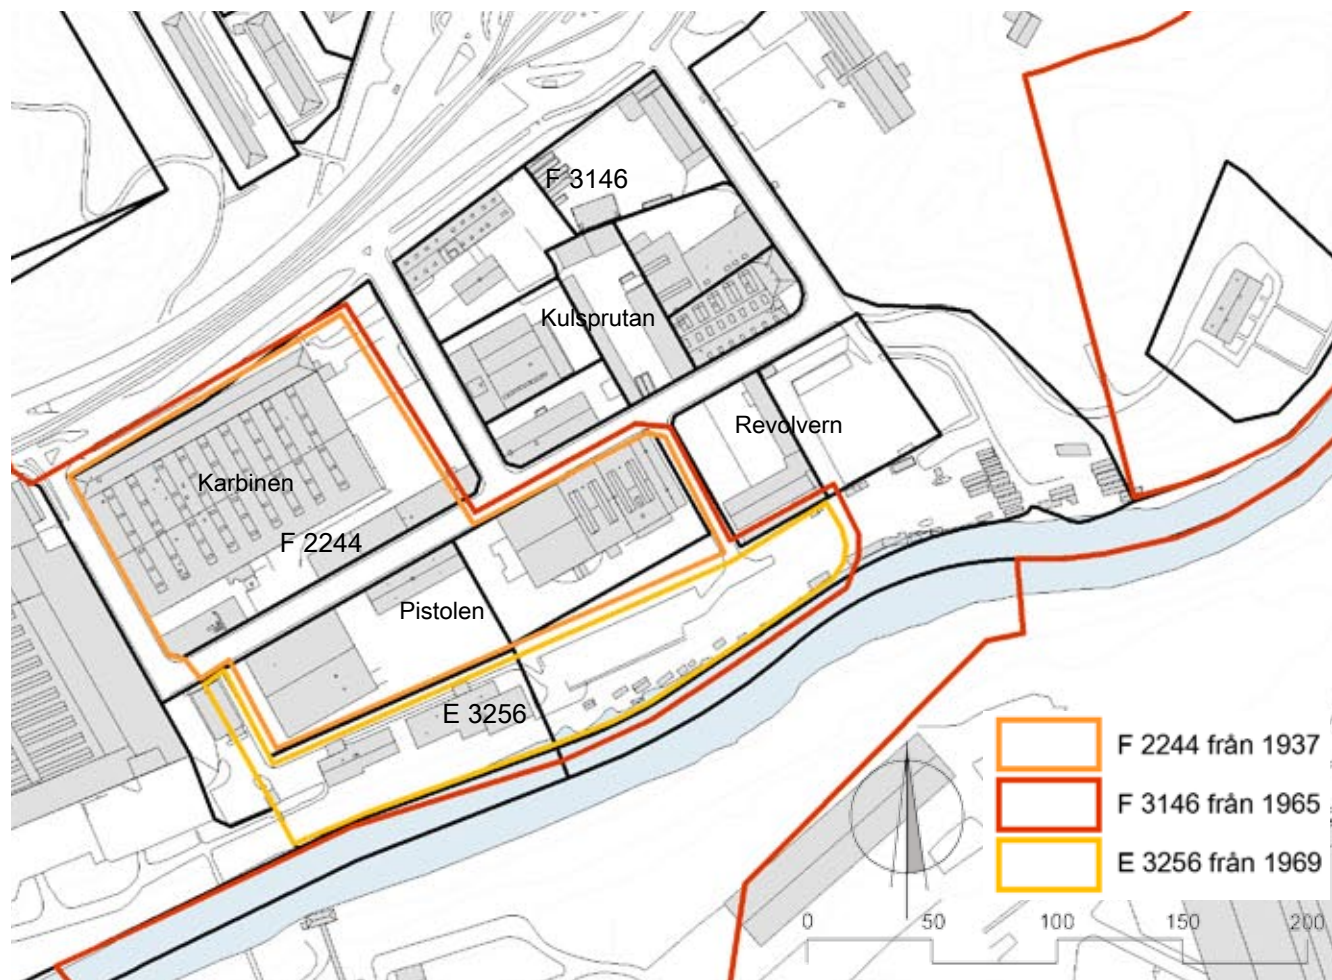 F 3146
Kulsprutan
Revolvern
Karbinen
F 2244
Pistolen
E 3256
F 2244 från 1937
F 3146 från 1965
E 3256 från 1969
0 50 100 150 200